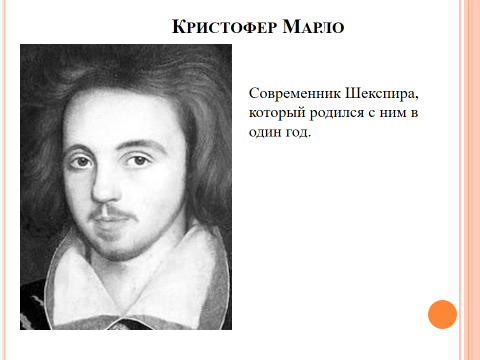 Кристофер Марло
Современник Шекспира,
который родился с ним в
один год.